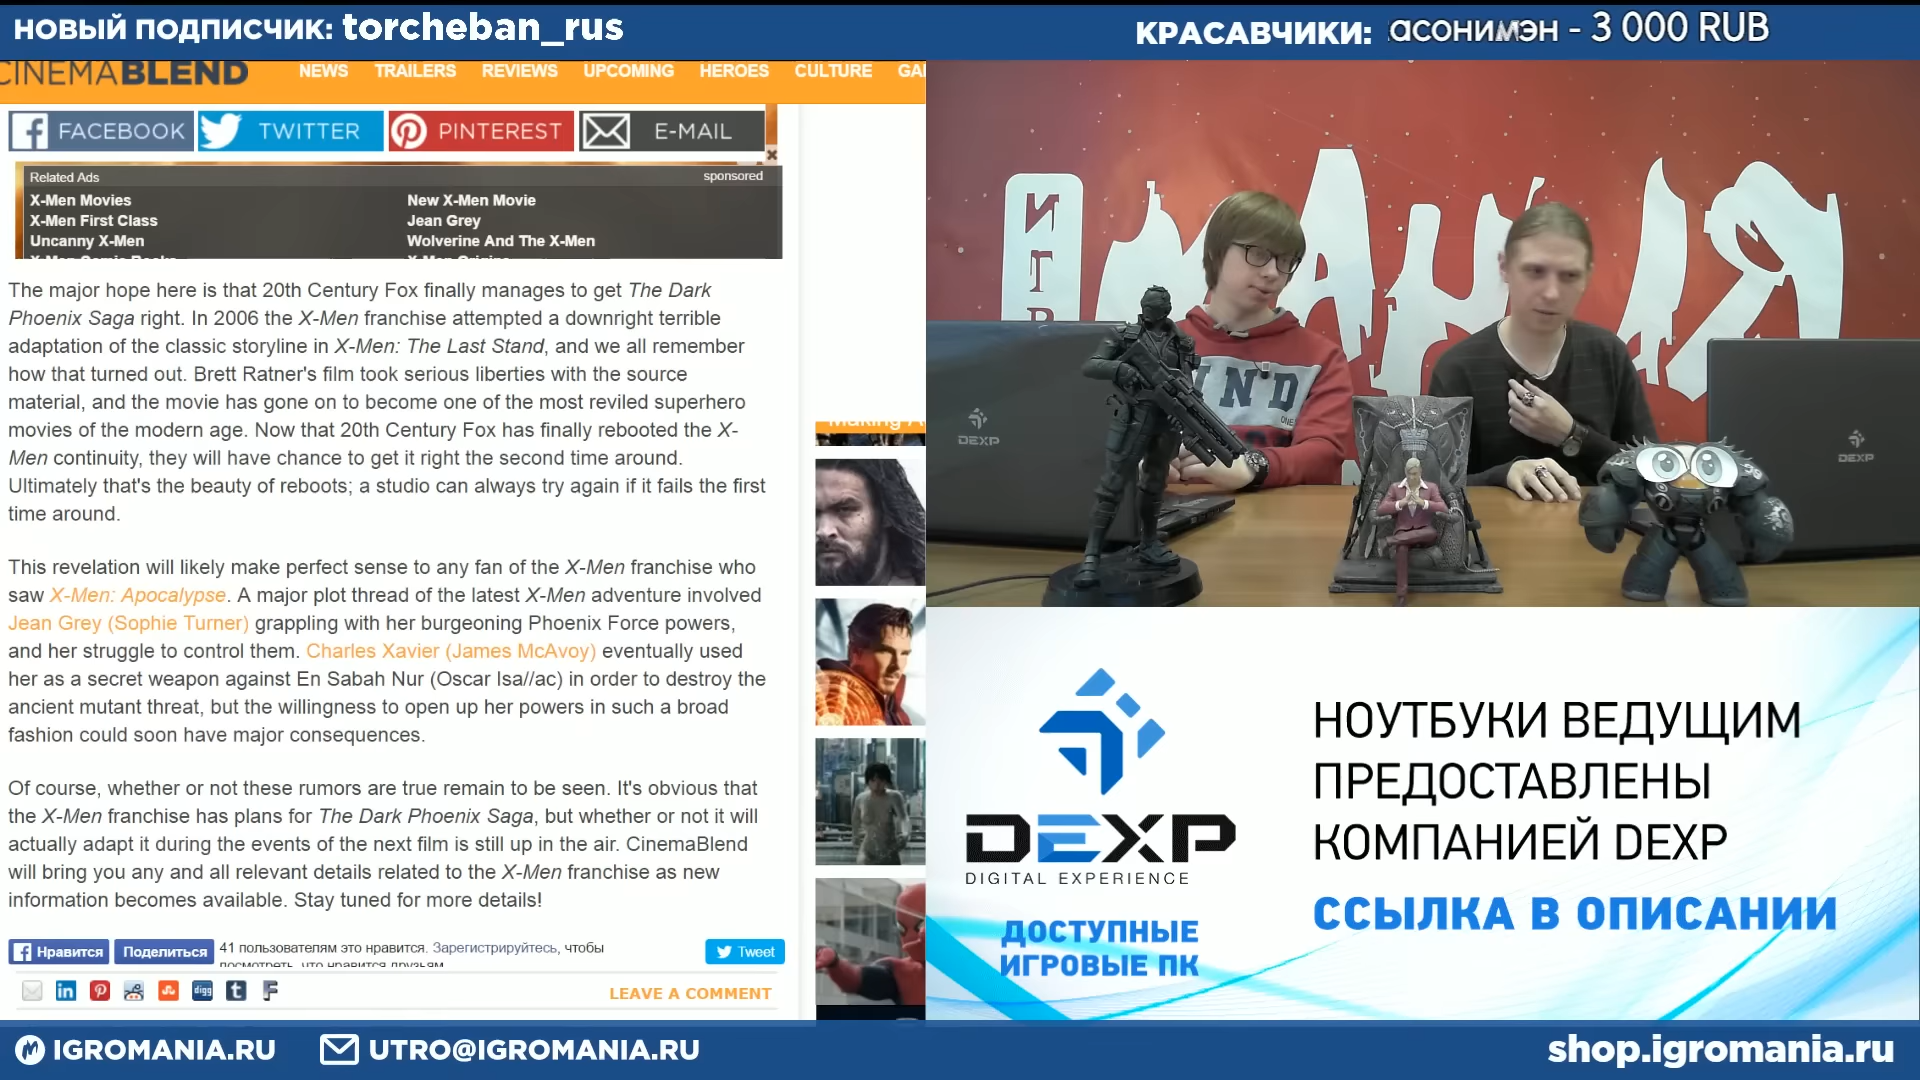 НОВЫЙ ПОДПИСЧИК: torcheban_rus
КРАСАВЧИКИ: асонимэн - 3 000 RUB
CINEMABLEND
NEWS TRAILERS REVIEWS UPCOMING HEROES CULTURE
FACEBOOK TWITTER PINTEREST E-MAIL
Related Ads sponsored
X-Men Movies New X-Men Movie
X-Men First Class Jean Grey
Uncanny X-Men Wolverine And The X-Men
X-Men Comic Books X-Men Origins
The major hope here is that 20th Century Fox finally manages to get The Dark
Phoenix Saga right. In 2006 the X-Men franchise attempted a downright terrible
adaptation of the classic storyline in X-Men: The Last Stand, and we all remember
how that turned out. Brett Ratner's film took serious liberties with the source
material, and the movie has gone on to become one of the most reviled superhero
movies of the modern age. Now that 20th Century Fox has finally rebooted the X-
Men continuity, they will have chance to get it right the second time around.
Ultimately that's the beauty of reboots; a studio can always try again if it fails the first
time around.
This revelation will likely make perfect sense to any fan of the X-Men franchise who
saw X-Men: Apocalypse. A major plot thread of the latest X-Men adventure involved
Jean Grey (Sophie Turner) grappling with her burgeoning Phoenix Force powers,
and her struggle to control them. Charles Xavier (James McAvoy) eventually used
her as a secret weapon against En Sabah Nur (Oscar Isa//ac) in order to destroy the
ancient mutant threat, but the willingness to open up her powers in such a broad
fashion could soon have major consequences.
Of course, whether or not these rumors are true remain to be seen. It's obvious that
the X-Men franchise has plans for The Dark Phoenix Saga, but whether or not it will
actually adapt it during the events of the next film is still up in the air. CinemaBlend
will bring you any and all relevant details related to the X-Men franchise as new
information becomes available. Stay tuned for more details!
Нравится Поделиться 41 пользователям это нравится. Зарегистрируйтесь, чтобы
посмотреть, что нравится друзьям.
Tweet
digg
LEAVE A COMMENT
DEXP
DEXP
DEXP
DIGITAL EXPERIENCE
ДОСТУПНЫЕ
ИГРОВЫЕ ПК
НОУТБУКИ ВЕДУЩИМ
ПРЕДОСТАВЛЕНЫ
КОМПАНИЕЙ DEXP
ССЫЛКА В ОПИСАНИИ
IGROMANIA.RU UTRO@IGROMANIA.RU
shop.igromania.ru